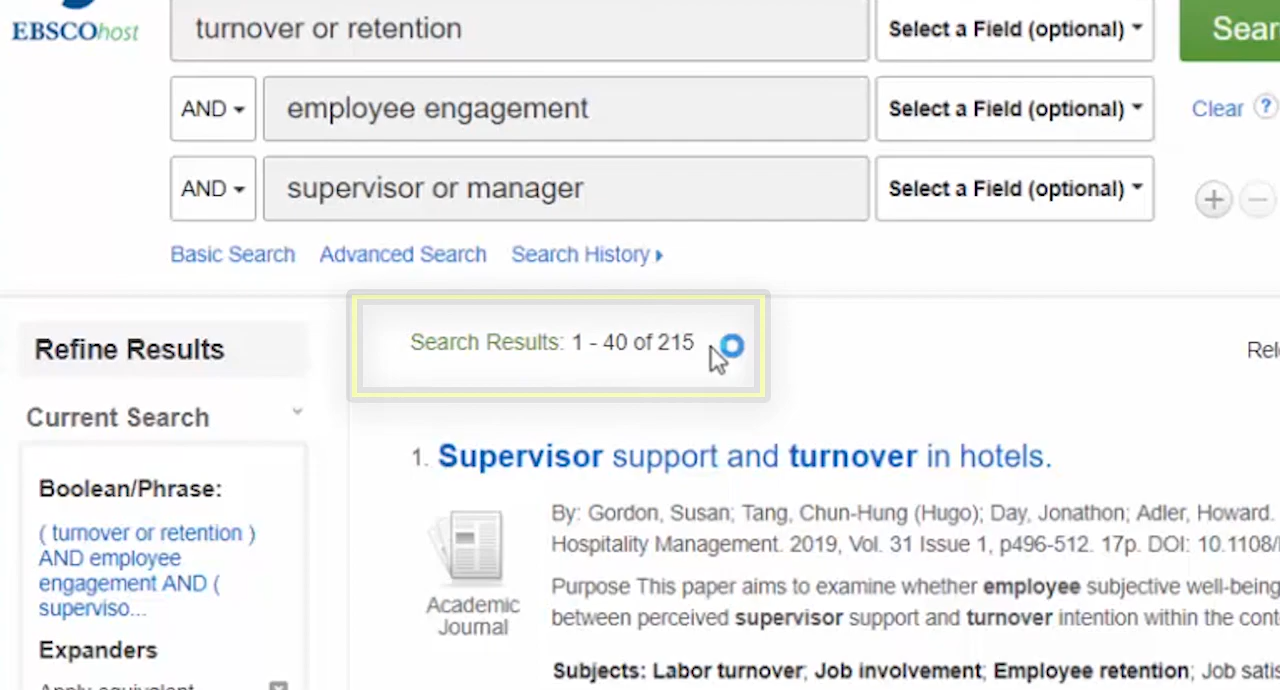 EBSCOhost
turnover or retention
Select a Field (optional)
Sear
AND
employee engagement
Select a Field (optional)
Clear ?
AND
supervisor or manager
Select a Field (optional)
+ −
Basic Search Advanced Search Search History
Refine Results
Search Results: 1 - 40 of 215
Rel
Current Search
Boolean/Phrase:
( turnover or retention )
AND employee
engagement AND (
superviso...
Expanders
Apply equivalent
1. Supervisor support and turnover in hotels.
Academic
Journal
By: Gordon, Susan; Tang, Chun-Hung (Hugo); Day, Jonathon; Adler, Howard.
Hospitality Management. 2019, Vol. 31 Issue 1, p496-512. 17p. DOI: 10.1108/
Purpose This paper aims to examine whether employee subjective well-being
between perceived supervisor support and turnover intention within the cont
Subjects: Labor turnover; Job involvement; Employee retention; Job satis